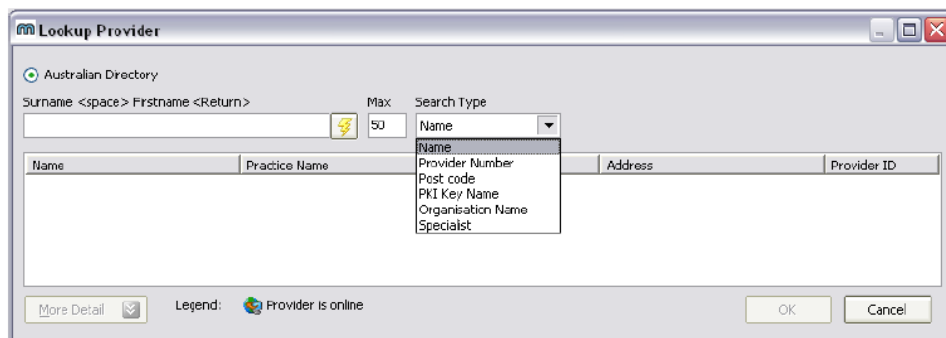 Lookup Provider
Australian Directory
Surname <space> Firstname <Return>
Max
Search Type
50
Name
Name
Provider Number
Post code
PKI Key Name
Organisation Name
Specialist
Name
Practice Name
Address
Provider ID
More Detail
Legend:
Provider is online
OK
Cancel